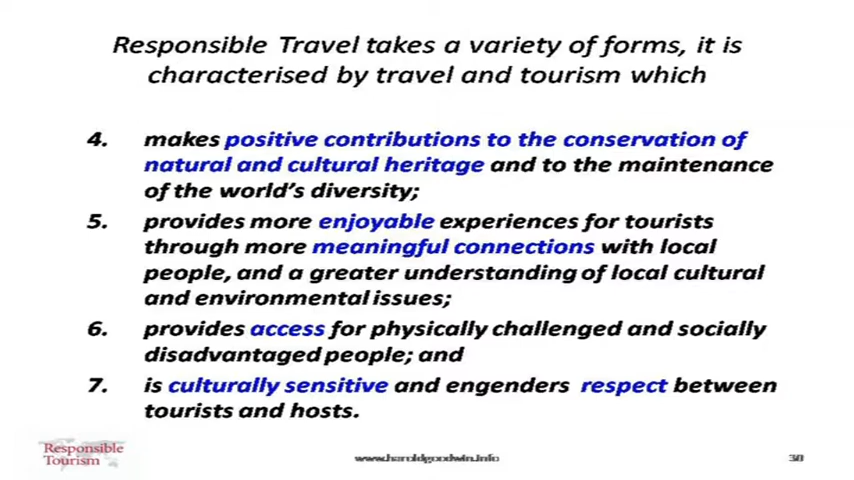 Responsible Travel takes a variety of forms, it is
characterised by travel and tourism which
4. makes positive contributions to the conservation of
natural and cultural heritage and to the maintenance
of the world's diversity;
5. provides more enjoyable experiences for tourists
through more meaningful connections with local
people, and a greater understanding of local cultural
and environmental issues;
6. provides access for physically challenged and socially
disadvantaged people; and
7. is culturally sensitive and engenders respect between
tourists and hosts.
Responsible
Tourism
www.haroldgoodwin.info
30